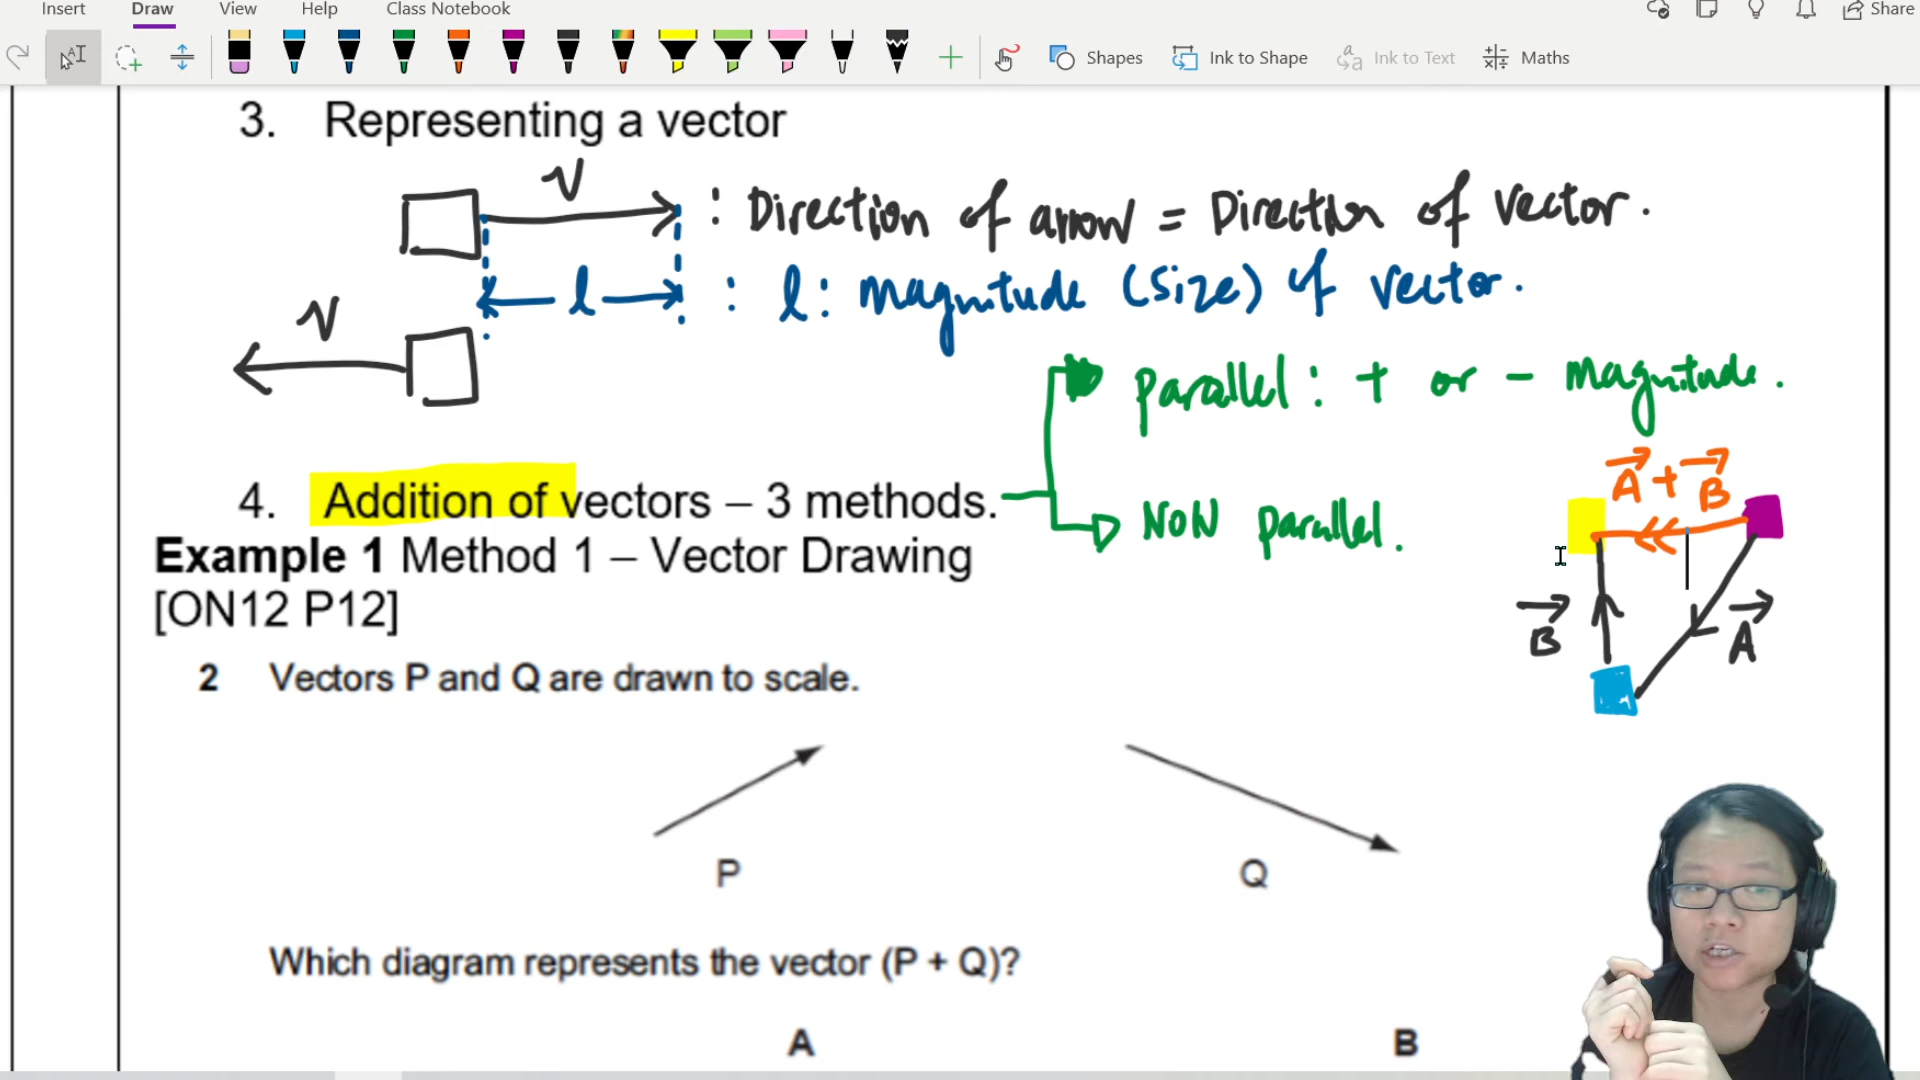 Insert Draw View Help Class Notebook Share
Shapes Ink to Shape Ink to Text Maths
3. Representing a vector
v : Direction of arrow = Direction of vector.
l : l: magnitude (size) of vector.
v
parallel: + or - magnitude.
4. Addition of vectors – 3 methods.
NON parallel.
A + B
Example 1 Method 1 – Vector Drawing
[ON12 P12]
B A
2 Vectors P and Q are drawn to scale.
P Q
Which diagram represents the vector (P + Q)?
A B